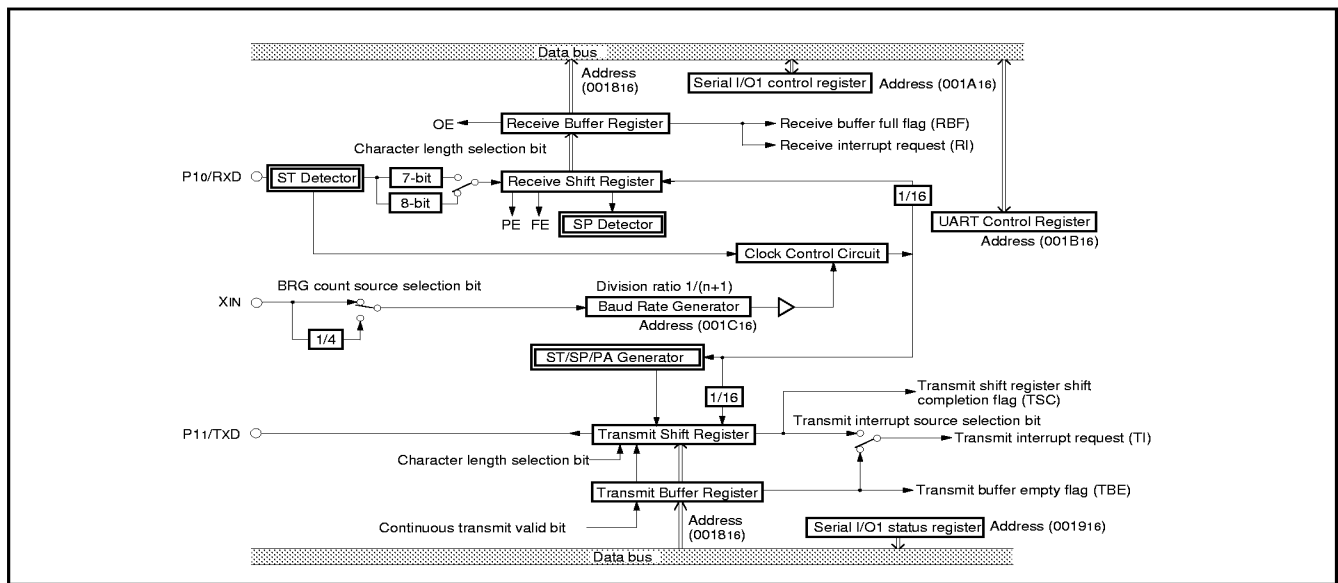 Data bus
Address
(001816)
Serial I/O1 control register
Address (001A16)
OE
Receive Buffer Register
Receive buffer full flag (RBF)
Receive interrupt request (RI)
Character length selection bit
P10/RXD
ST Detector
7-bit
8-bit
Receive Shift Register
1/16
PE
FE
SP Detector
UART Control Register
Address (001B16)
Clock Control Circuit
XIN
BRG count source selection bit
1/4
Division ratio 1/(n+1)
Baud Rate Generator
Address (001C16)
ST/SP/PA Generator
1/16
Transmit shift register shift
completion flag (TSC)
Transmit interrupt source selection bit
P11/TXD
Transmit Shift Register
Transmit interrupt request (TI)
Character length selection bit
Transmit Buffer Register
Transmit buffer empty flag (TBE)
Continuous transmit valid bit
Address
(001816)
Serial I/O1 status register
Address (001916)
Data bus